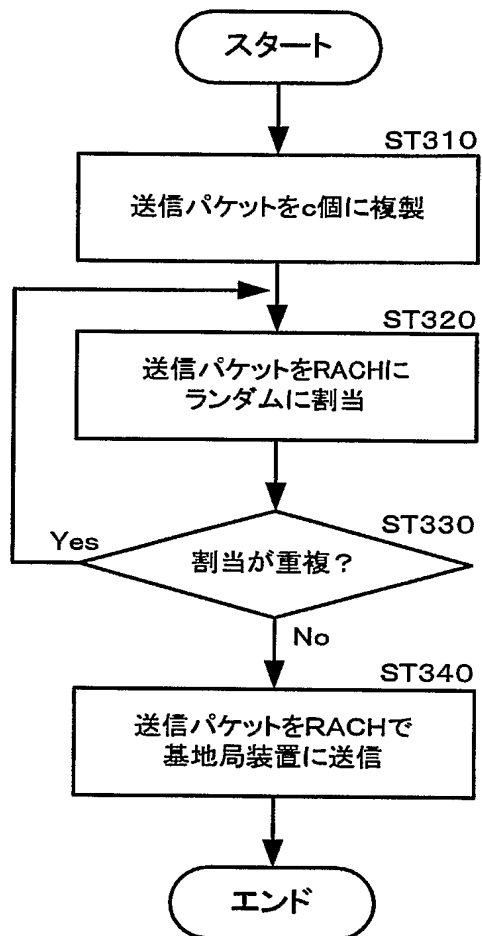 スタート
ST310
送信パケットをc個に複製
ST320
送信パケットをRACHに
ランダムに割当
ST330
Yes
割当が重複？
No
ST340
送信パケットをRACHで
基地局装置に送信
エンド